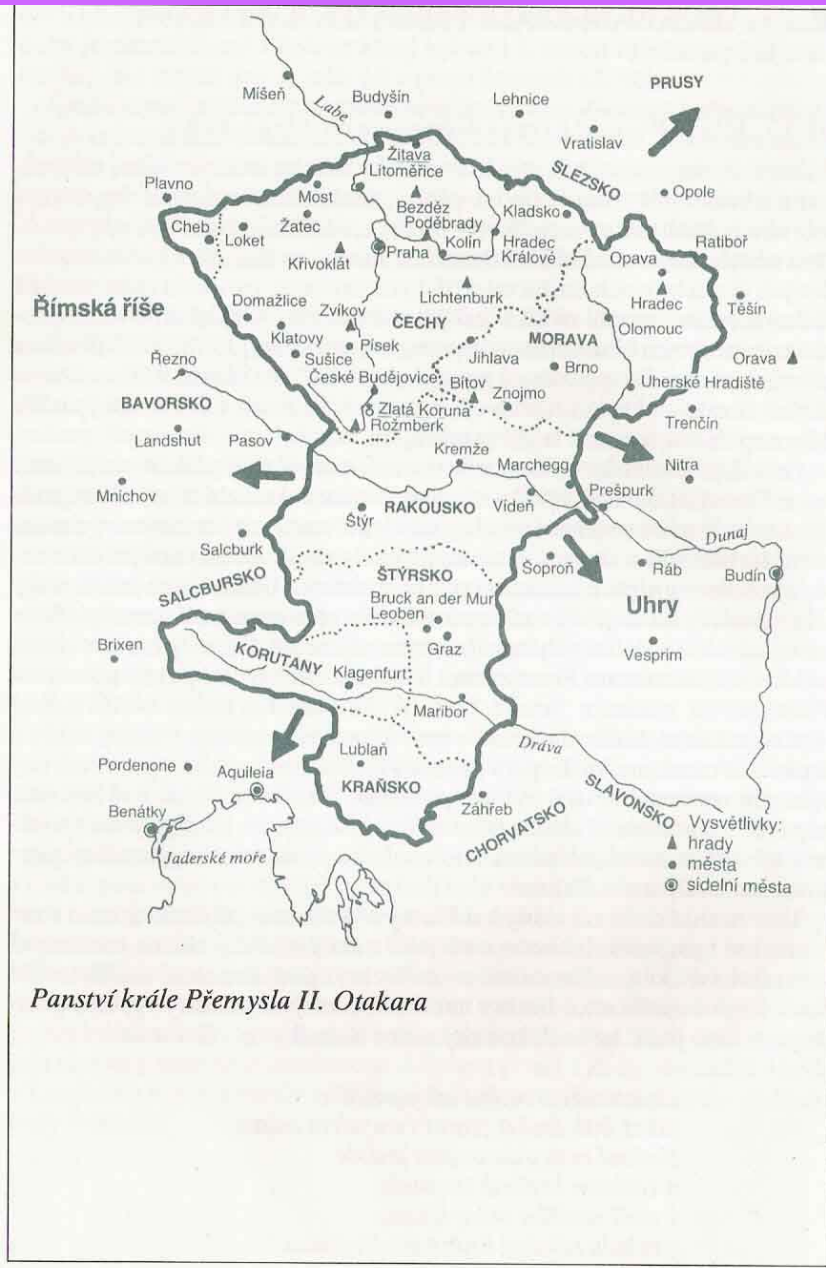 PRUSY
Míšeň
Labe
Budyšín
Lehnice
Vratislav
Žitava
SLEZSKO
Litoměřice
Plavno
Most
Opole
Bezděz
Kladsko
Cheb
Loket
Žatec
Poděbrady
Kolín
Hradec
Králové
Praha
Ratiboř
Opava
Křivoklát
Lichtenburk
Hradec
Těšín
Římská říše
Domažlice
Zvíkov
ČECHY
MORAVA
Olomouc
Klatovy
Písek
Jihlava
Orava
Řezno
Sušice
Brno
České Budějovice
Bítov
Uherské Hradiště
BAVORSKO
Zlatá Koruna
Znojmo
Trenčín
Landshut
Pasov
Rožmberk
Kremže
Marchegg
Nitra
Mnichov
Štýr
RAKOUSKO
Vídeň
Prešpurk
Salcburk
Dunaj
Šoproň
Ráb
Budín
SALCBURSKO
ŠTÝRSKO
Bruck an der Mur
Leoben
Uhry
Brixen
KORUTANY
Graz
Vesprim
Klagenfurt
Maribor
Dráva
Lublaň
Pordenone
Aquileia
KRAŇSKO
SLAVONSKO
Záhřeb
CHORVATSKO
Benátky
Jaderské moře
Vysvětlivky:
hrady
města
sídelní města
Panství krále Přemysla II. Otakara